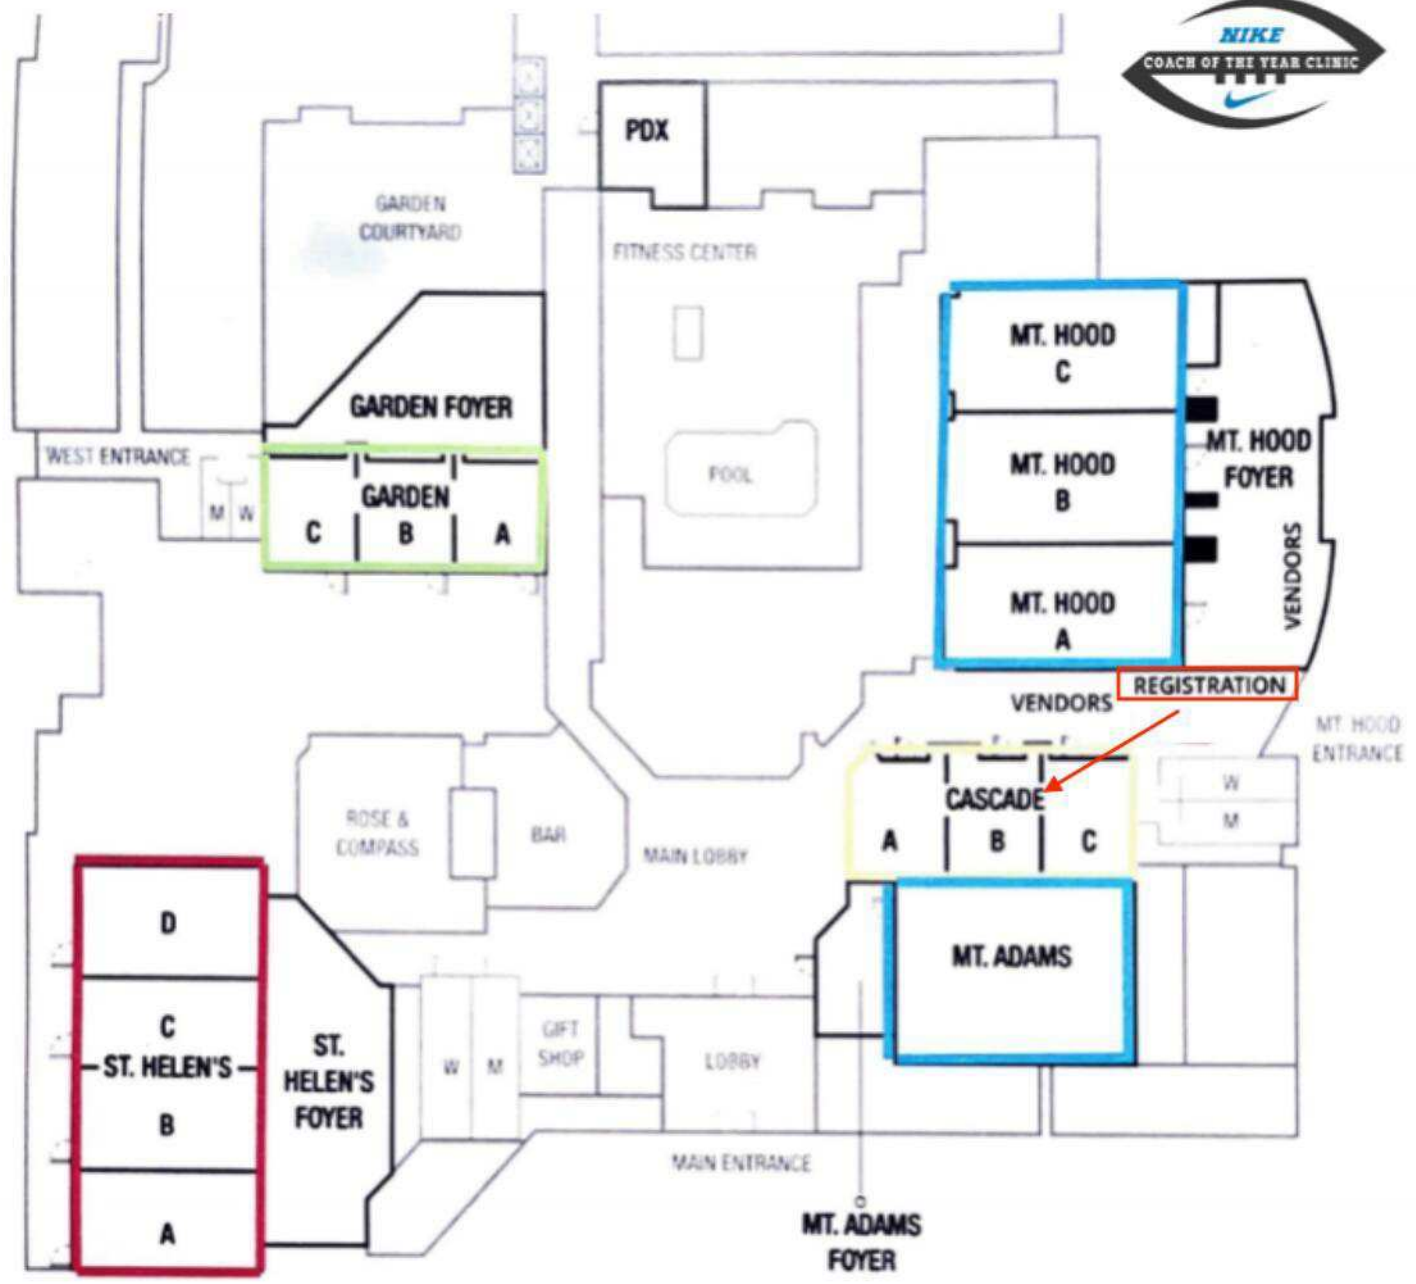 NIKE
COACH OF THE YEAR CLINIC
PDX
GARDEN
COURTYARD
FITNESS CENTER
MT. HOOD
C
GARDEN FOYER
WEST ENTRANCE
MT. HOOD
B
MT. HOOD
FOYER
POOL
GARDEN
M W
C B A
VENDORS
MT. HOOD
A
REGISTRATION
VENDORS
MT. HOOD
ENTRANCE
W
M
CASCADE
A B C
ROSE &
COMPASS
BAR
MAIN LOBBY
D
MT. ADAMS
C
ST. HELEN'S
B
A
ST.
HELEN'S
FOYER
W M
GIFT
SHOP
LOBBY
MAIN ENTRANCE
MT. ADAMS
FOYER